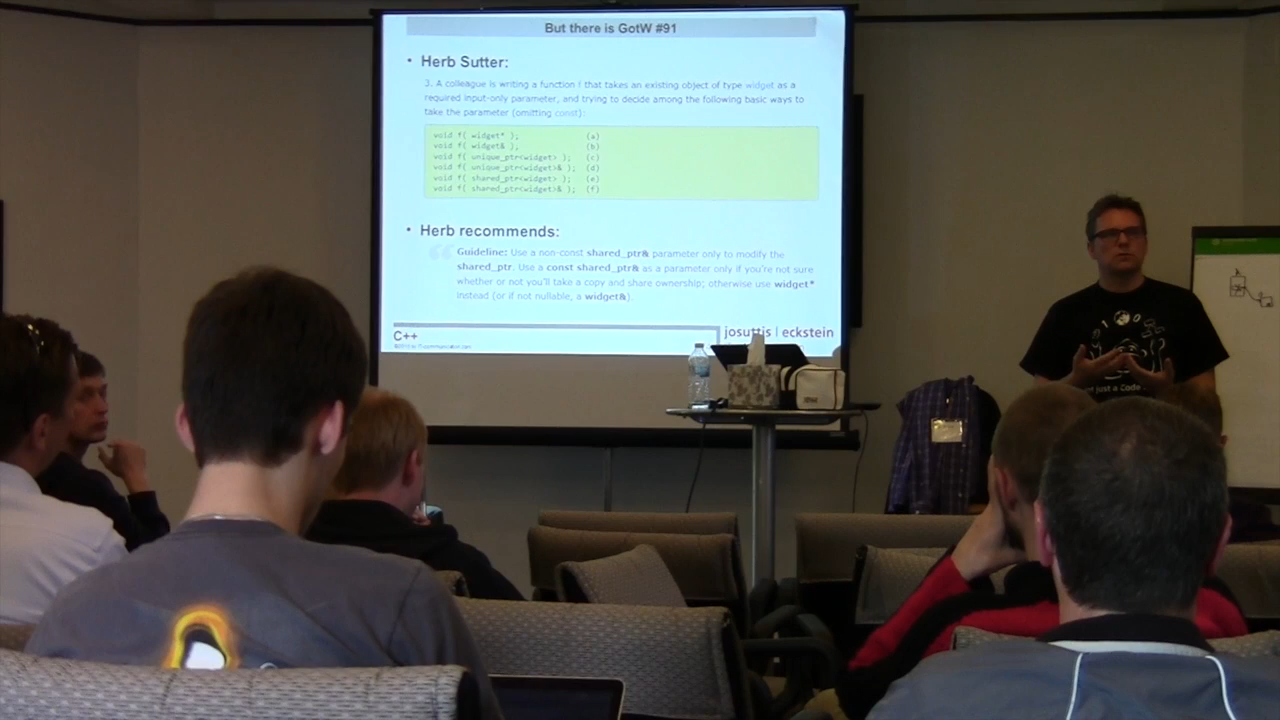 But there is GotW #91
• Herb Sutter:
3. A colleague is writing a function f that takes an existing object of type widget as a
required input-only parameter, and trying to decide among the following basic ways to
take the parameter (omitting const):
void f( widget* ); (a)
void f( widget& ); (b)
void f( unique_ptr<widget> ); (c)
void f( unique_ptr<widget>& ); (d)
void f( shared_ptr<widget> ); (e)
void f( shared_ptr<widget>& ); (f)
• Herb recommends:
Guideline: Use a non-const shared_ptr& parameter only to modify the
shared_ptr. Use a const shared_ptr& as a parameter only if you're not sure
whether or not you'll take a copy and share ownership; otherwise use widget*
instead (or if not nullable, a widget&).
C++
josuttis | eckstein
just a Code